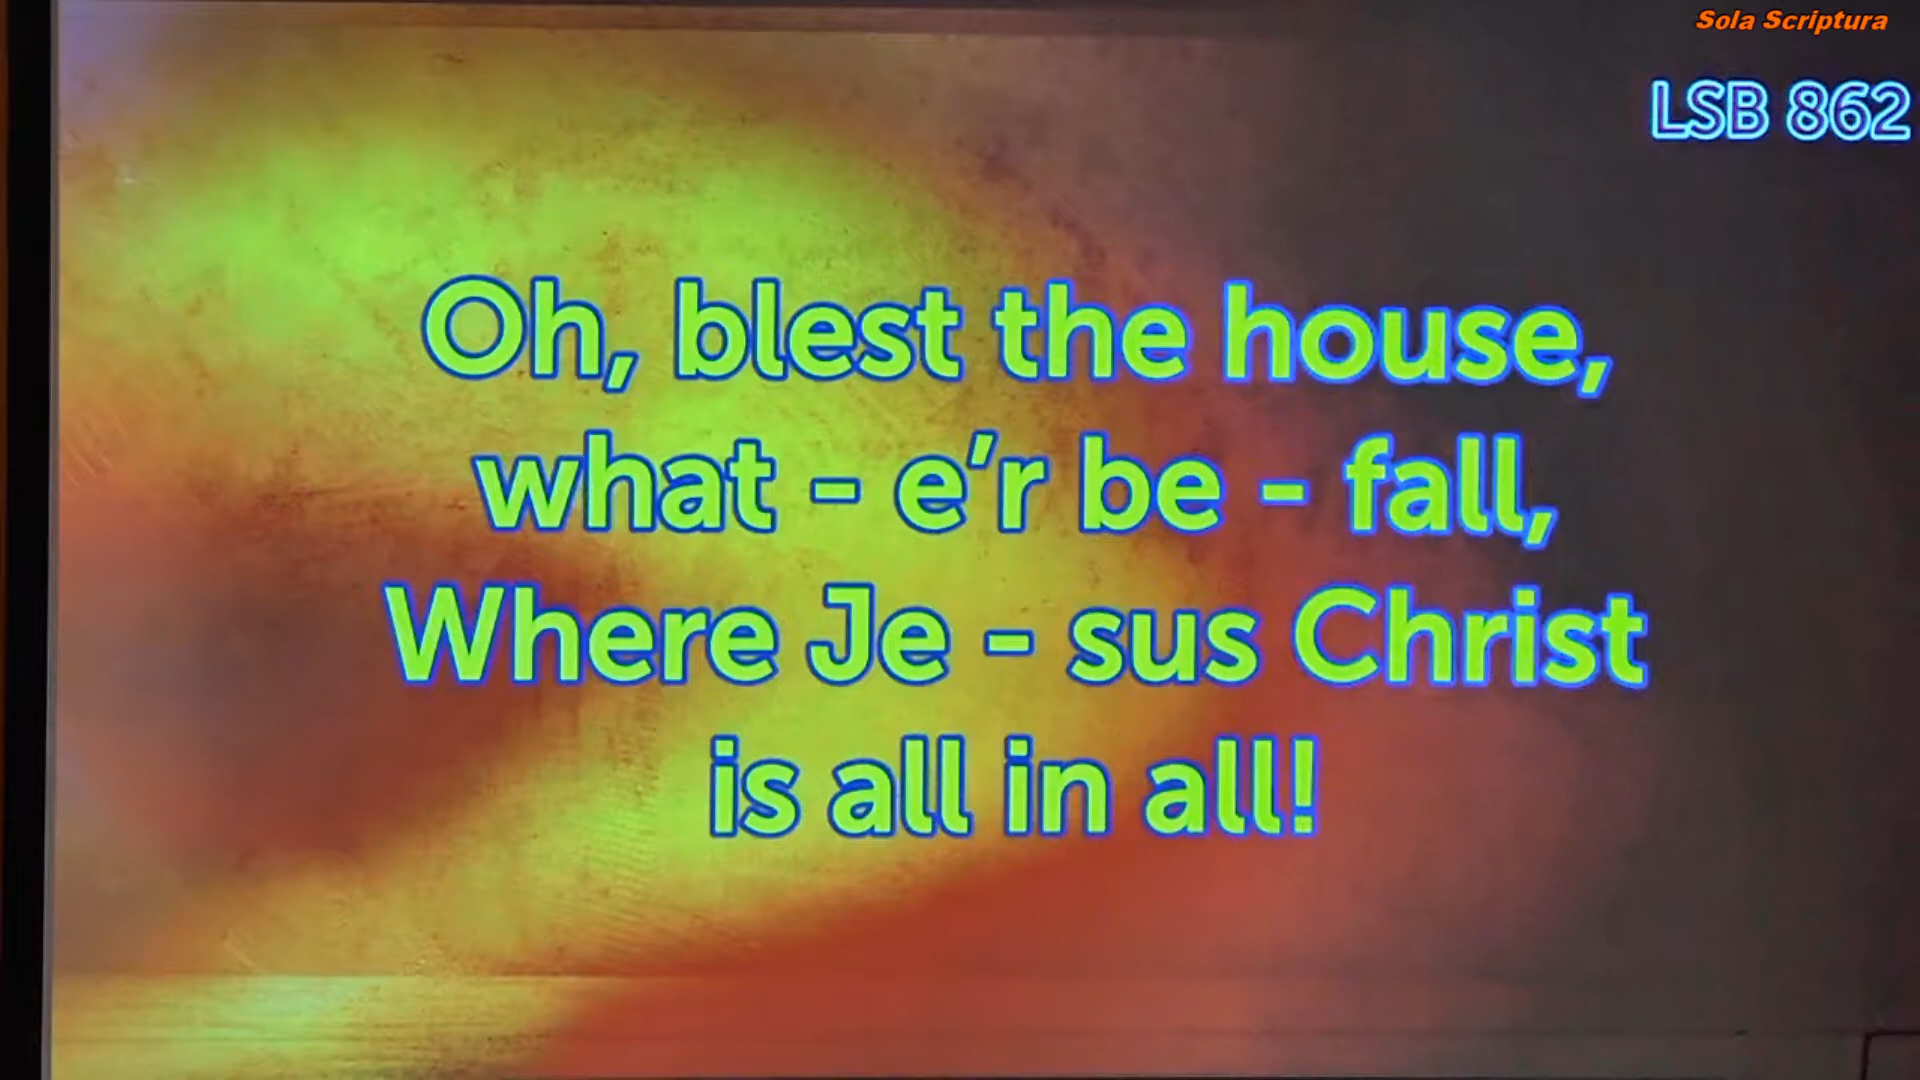 Sola Scriptura
LSB 862
Oh, blest the house,
what - e’r be - fall,
Where Je - sus Christ
is all in all!